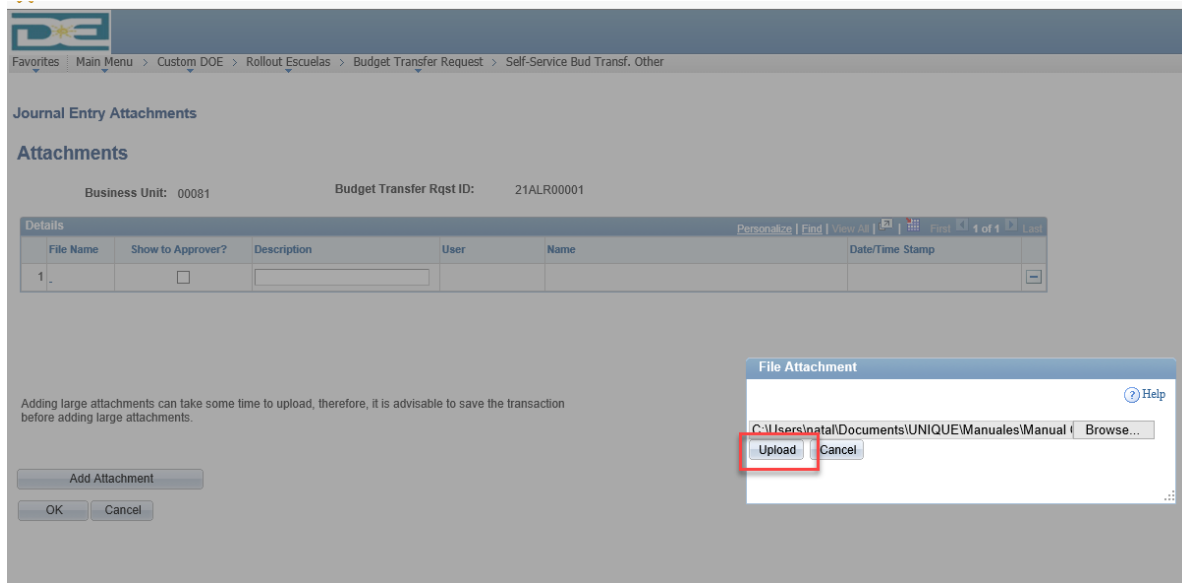 DE
Favorites Main Menu > Custom DOE > Rollout Escuelas > Budget Transfer Request > Self-Service Bud Transf. Other
Journal Entry Attachments
Attachments
Business Unit: 00081 Budget Transfer Rqst ID: 21ALR00001
Details Personalize | Find | View All | First 1 of 1 Last
File Name Show to Approver? Description User Name Date/Time Stamp
1 .
File Attachment
? Help
C:\Users\natal\Documents\UNIQUE\Manuales\Manual Browse...
Upload Cancel
Adding large attachments can take some time to upload, therefore, it is advisable to save the transaction
before adding large attachments.
Add Attachment
OK Cancel